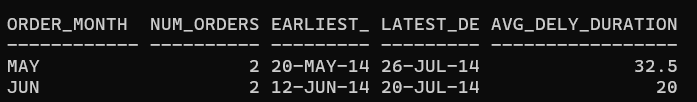 ORDER_MONTH  NUM_ORDERS EARLIEST_ LATEST_DE AVG_DELY_DURATION
------------ ---------- --------- --------- -----------------
MAY                   2 20-MAY-14 26-JUL-14              32.5
JUN                   2 12-JUN-14 20-JUL-14                20